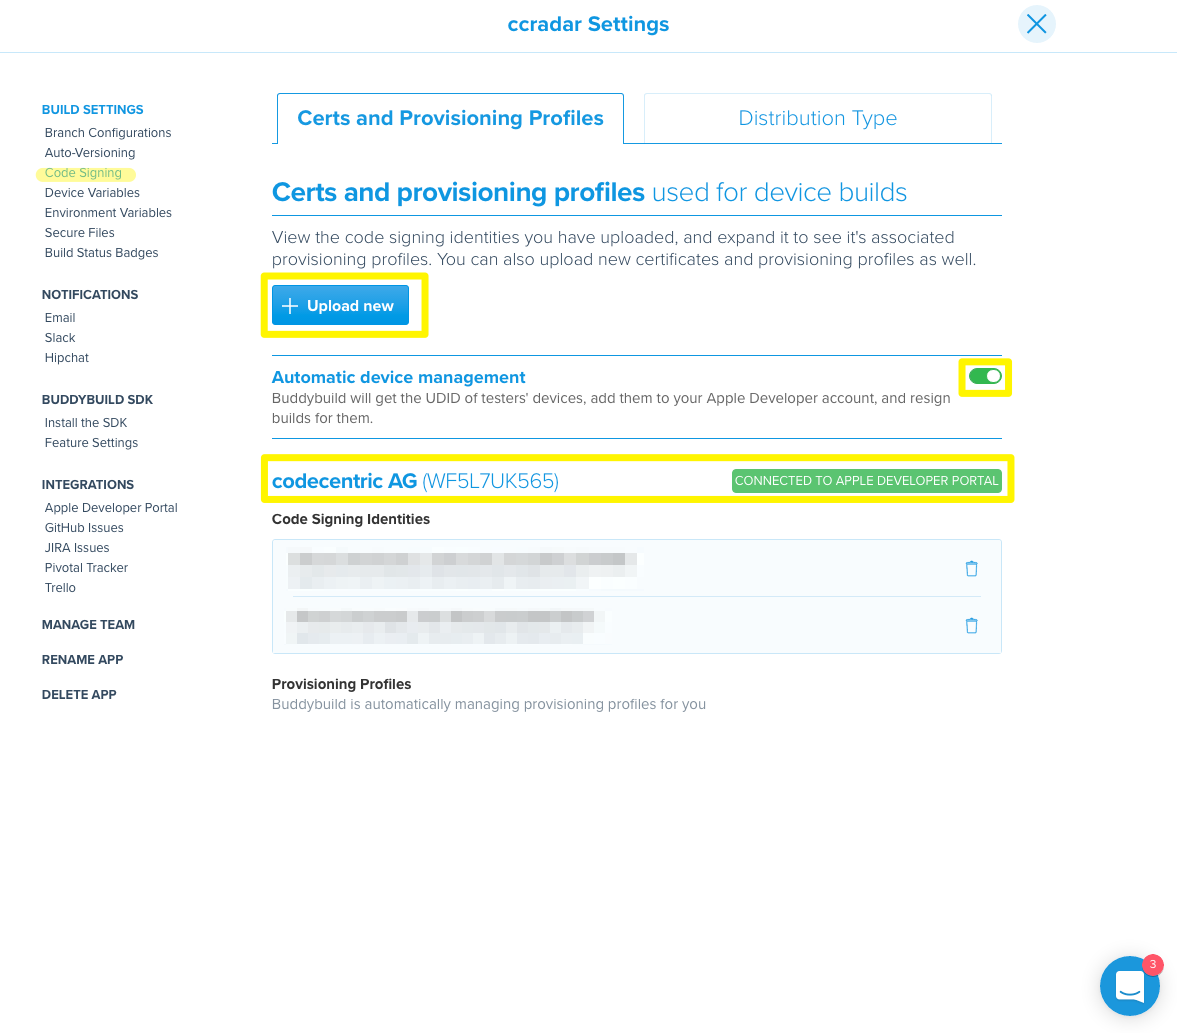 ccradar Settings
BUILD SETTINGS
Branch Configurations
Auto-Versioning
Code Signing
Device Variables
Environment Variables
Secure Files
Build Status Badges
NOTIFICATIONS
Email
Slack
Hipchat
BUDDYBUILD SDK
Install the SDK
Feature Settings
INTEGRATIONS
Apple Developer Portal
GitHub Issues
JIRA Issues
Pivotal Tracker
Trello
MANAGE TEAM
RENAME APP
DELETE APP
Certs and Provisioning Profiles
Distribution Type
Certs and provisioning profiles used for device builds
View the code signing identities you have uploaded, and expand it to see it's associated
provisioning profiles. You can also upload new certificates and provisioning profiles as well.
Upload new
Automatic device management
Buddybuild will get the UDID of testers' devices, add them to your Apple Developer account, and resign
builds for them.
codecentric AG (WF5L7UK565)
CONNECTED TO APPLE DEVELOPER PORTAL
Code Signing Identities
Provisioning Profiles
Buddybuild is automatically managing provisioning profiles for you
3